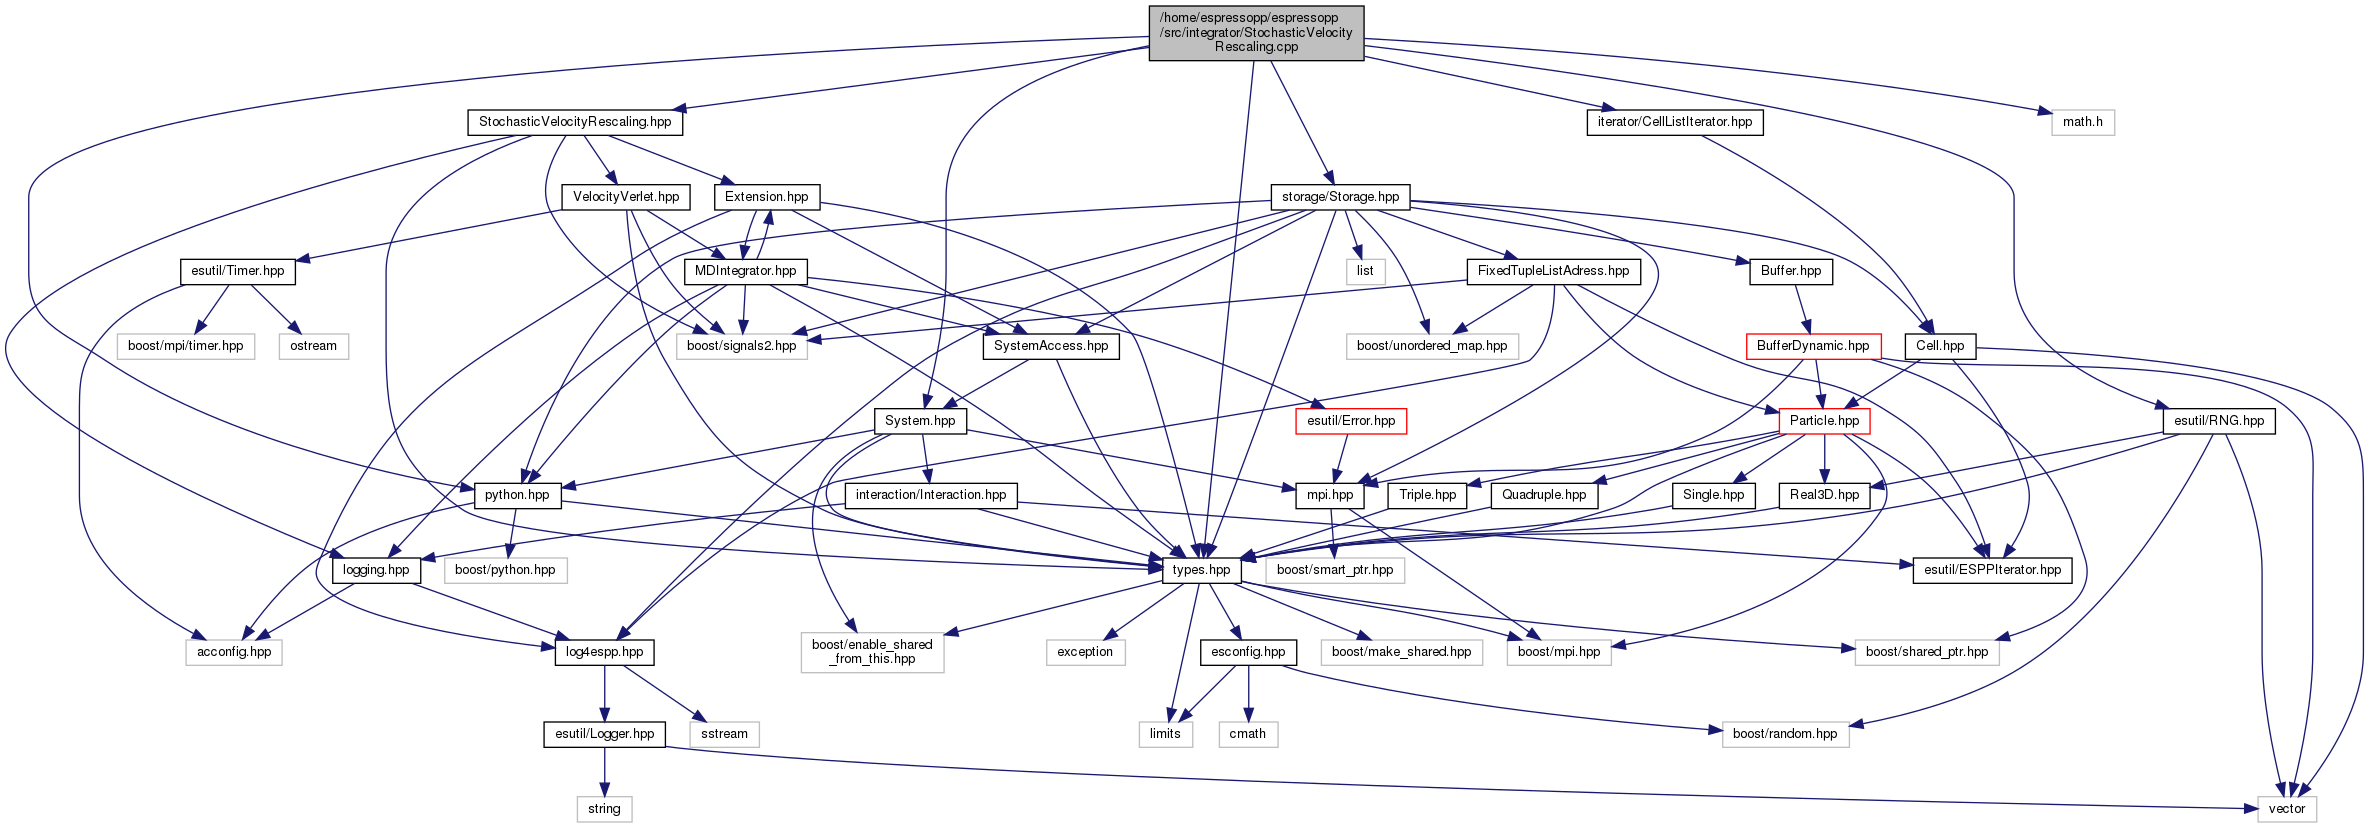 /home/espressopp/espressopp
/src/integrator/StochasticVelocity
Rescaling.cpp
StochasticVelocityRescaling.hpp
iterator/CellListIterator.hpp
math.h
VelocityVerlet.hpp
Extension.hpp
storage/Storage.hpp
esutil/Timer.hpp
MDIntegrator.hpp
list
FixedTupleListAdress.hpp
Buffer.hpp
boost/mpi/timer.hpp
ostream
boost/signals2.hpp
SystemAccess.hpp
boost/unordered_map.hpp
BufferDynamic.hpp
Cell.hpp
System.hpp
esutil/Error.hpp
Particle.hpp
esutil/RNG.hpp
python.hpp
interaction/Interaction.hpp
mpi.hpp
Triple.hpp
Quadruple.hpp
Single.hpp
Real3D.hpp
logging.hpp
boost/python.hpp
types.hpp
boost/smart_ptr.hpp
esutil/ESPPIterator.hpp
acconfig.hpp
log4espp.hpp
boost/enable_shared
_from_this.hpp
exception
esconfig.hpp
boost/make_shared.hpp
boost/mpi.hpp
boost/shared_ptr.hpp
esutil/Logger.hpp
sstream
limits
cmath
boost/random.hpp
string
vector